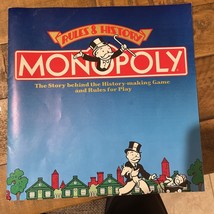 RULES & HISTORY
MONOPOLY
The Story behind the History-making Game
and Rules for Play